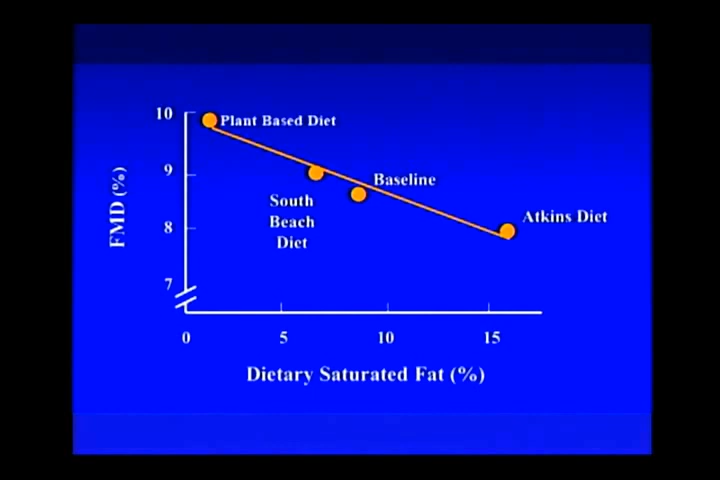 10
Plant Based Diet
9
Baseline
South
Beach
Diet
Atkins Diet
8
7
FMD (%)
0 5 10 15
Dietary Saturated Fat (%)